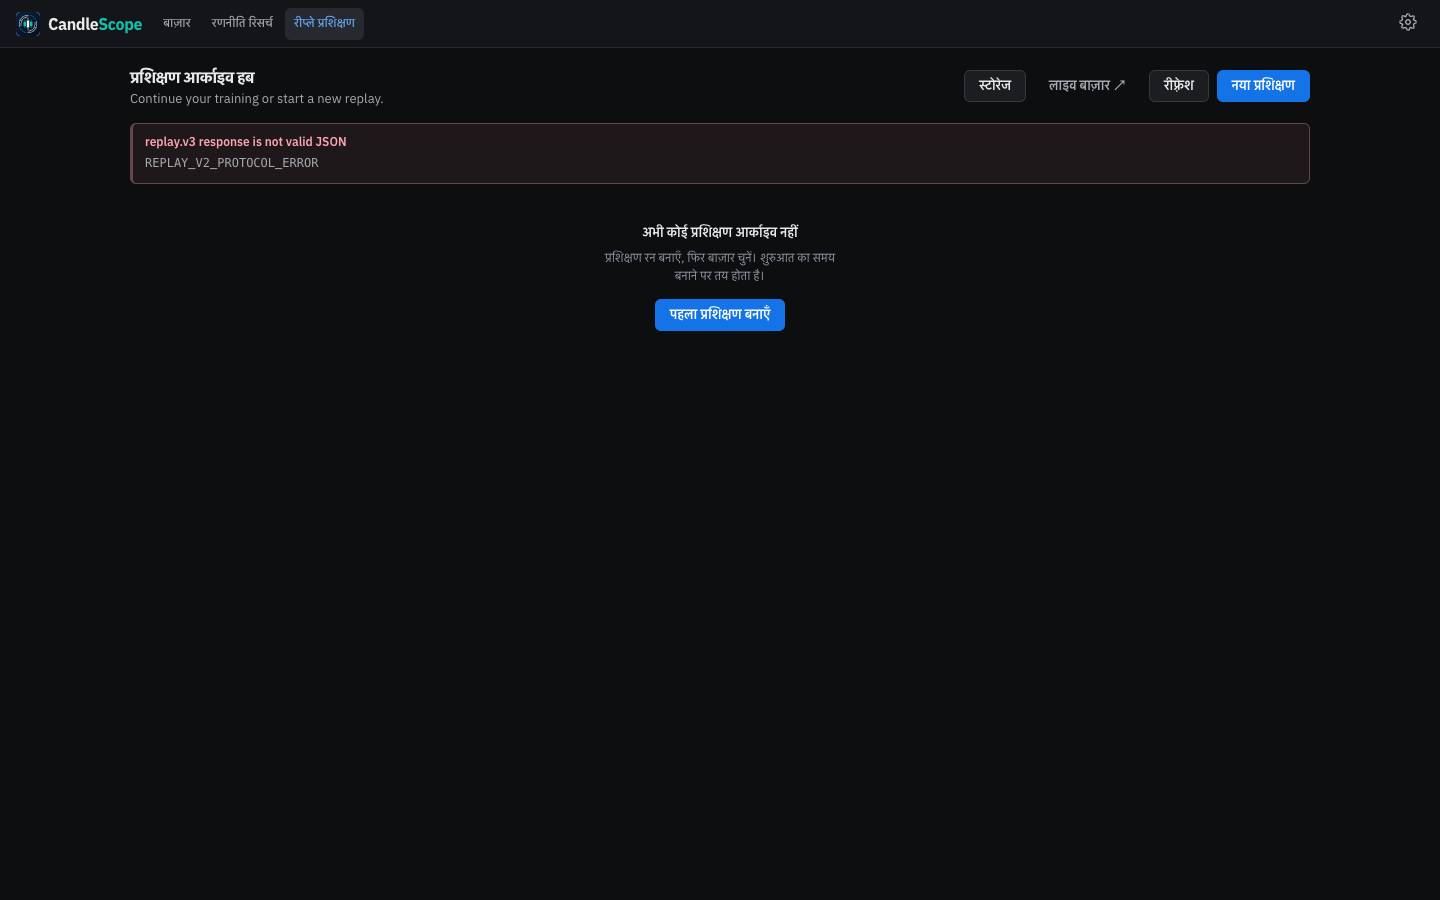 CandleScope
बाज़ार
रणनीति रिसर्च
रीप्ले प्रशिक्षण
प्रशिक्षण आर्काइव हब
Continue your training or start a new replay.
स्टोरेज
लाइव बाज़ार ↗
रीफ़्रेश
नया प्रशिक्षण
replay.v3 response is not valid JSON
REPLAY_V2_PROTOCOL_ERROR
अभी कोई प्रशिक्षण आर्काइव नहीं
प्रशिक्षण रन बनाएँ, फिर बाज़ार चुनें। शुरुआत का समय
बनाने पर तय होता है।
पहला प्रशिक्षण बनाएँ